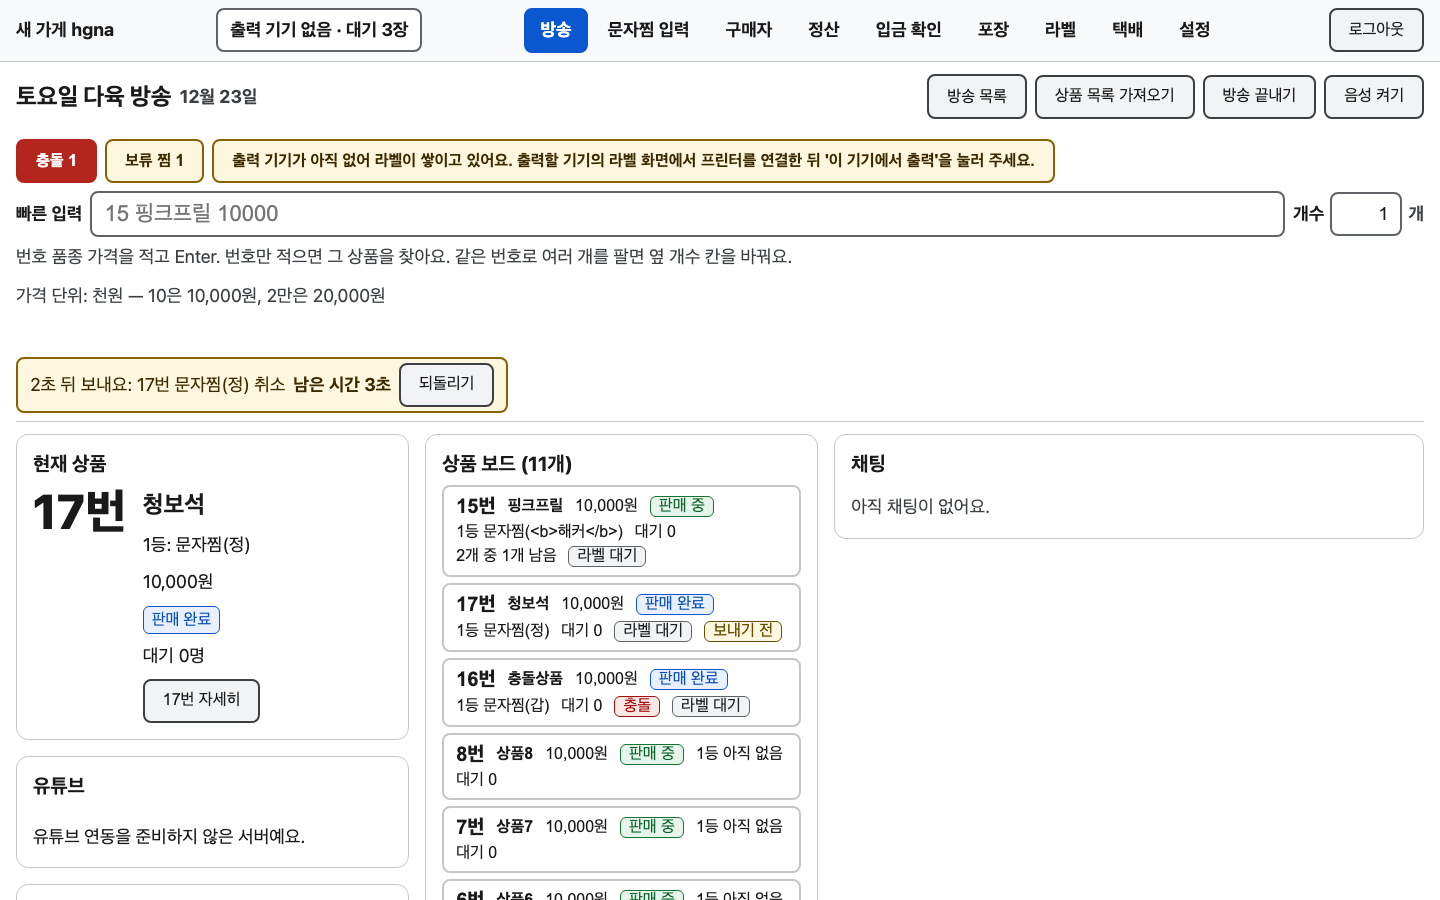 새 가게 hgna
출력 기기 없음 · 대기 3장
방송 문자찜 입력 구매자 정산 입금 확인 포장 라벨 택배 설정
로그아웃
토요일 다육 방송 12월 23일
방송 목록 상품 목록 가져오기 방송 끝내기 음성 켜기
충돌 1 보류 찜 1 출력 기기가 아직 없어 라벨이 쌓이고 있어요. 출력할 기기의 라벨 화면에서 프린터를 연결한 뒤 '이 기기에서 출력'을 눌러 주세요.
빠른 입력 15 핑크프릴 10000 개수 1 개
번호 품종 가격을 적고 Enter. 번호만 적으면 그 상품을 찾아요. 같은 번호로 여러 개를 팔면 옆 개수 칸을 바꿔요.
가격 단위: 천원 — 10은 10,000원, 2만은 20,000원
2초 뒤 보내요: 17번 문자찜(정) 취소 남은 시간 3초 되돌리기
현재 상품
17번 청보석
1등: 문자찜(정)
10,000원
판매 완료
대기 0명
17번 자세히
유튜브
유튜브 연동을 준비하지 않은 서버예요.
상품 보드 (11개)
15번 핑크프릴 10,000원 판매 중
1등 문자찜(<b>해커</b>) 대기 0
2개 중 1개 남음 라벨 대기
17번 청보석 10,000원 판매 완료
1등 문자찜(정) 대기 0 라벨 대기 보내기 전
16번 충돌상품 10,000원 판매 완료
1등 문자찜(갑) 대기 0 충돌 라벨 대기
8번 상품8 10,000원 판매 중 1등 아직 없음
대기 0
7번 상품7 10,000원 판매 중 1등 아직 없음
대기 0
6번 상품6 10,000원 판매 중 1등 아직 없음
채팅
아직 채팅이 없어요.